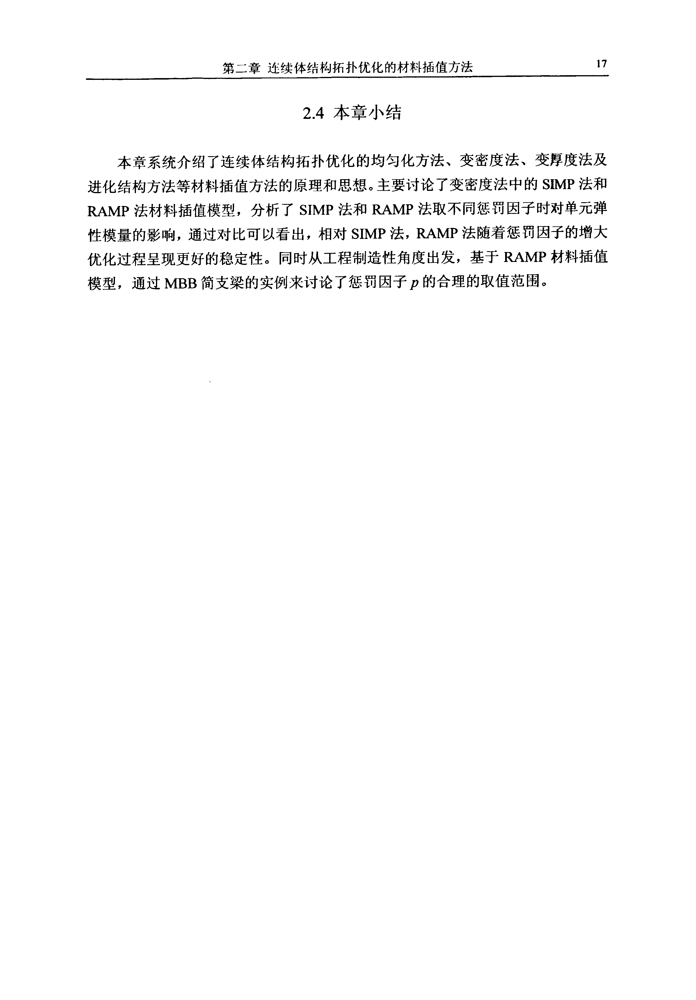 第二章 连续体结构拓扑优化的材料插值方法
17
2.4 本章小结
本章系统介绍了连续体结构拓扑优化的均匀化方法、变密度法、变厚度法及
进化结构方法等材料插值方法的原理和思想。主要讨论了变密度法中的 SIMP 法和
RAMP 法材料插值模型，分析了 SIMP 法和 RAMP 法取不同惩罚因子时对单元弹
性模量的影响，通过对比可以看出，相对 SIMP 法，RAMP 法随着惩罚因子的增大
优化过程呈现更好的稳定性。同时从工程制造性角度出发，基于 RAMP 材料插值
模型，通过 MBB 简支梁的实例来讨论了惩罚因子 p 的合理的取值范围。